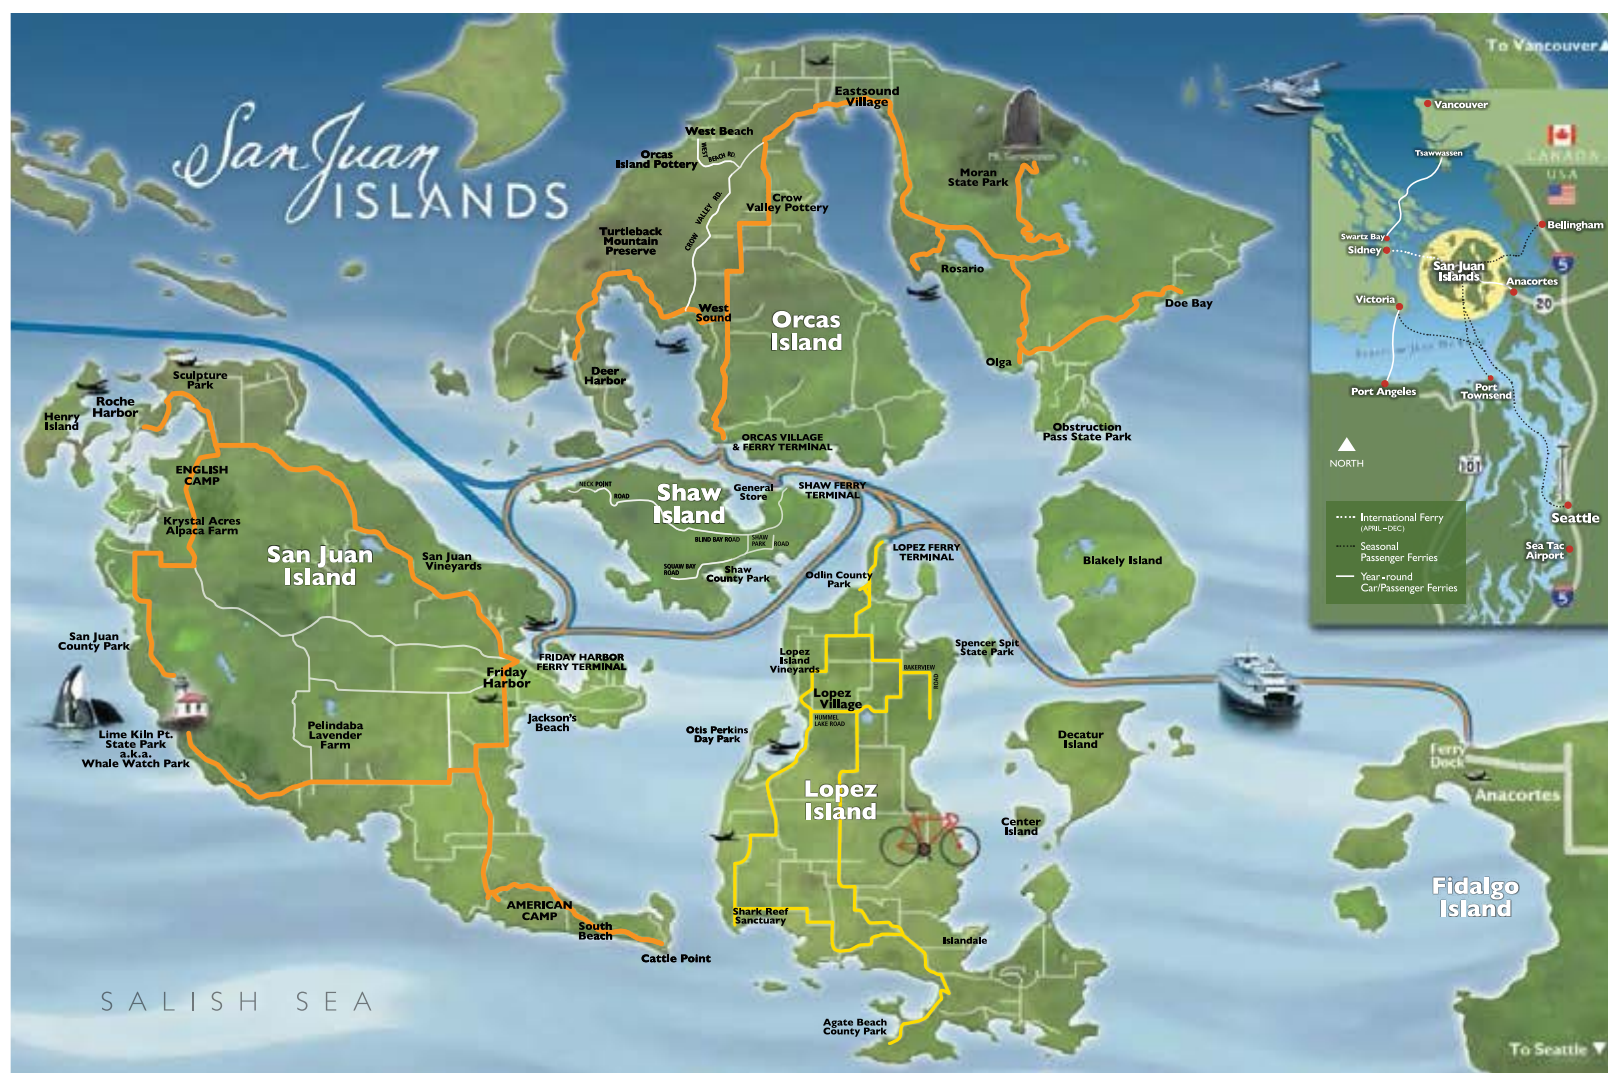 San Juan
ISLANDS
Eastsound
Village
West Beach
WEST
BEACH RD.
Orcas
Island Pottery
Moran
State Park
Crow
Valley Pottery
CROW
VALLEY RD.
Turtleback
Mountain
Preserve
Rosario
West
Sound
Doe Bay
Orcas
Island
Olga
Deer
Harbor
Obstruction
Pass State Park
ORCAS VILLAGE
& FERRY TERMINAL
Sculpture
Park
Roche
Harbor
Henry
Island
ENGLISH
CAMP
Krystal Acres
Alpaca Farm
San Juan
Island
San Juan
Vineyards
San Juan
County Park
Friday
Harbor
FRIDAY HARBOR
FERRY TERMINAL
Jackson's
Beach
Pelindaba
Lavender
Farm
Lime Kiln Pt.
State Park
a.k.a.
Whale Watch Park
AMERICAN
CAMP
South
Beach
Cattle Point
SALISH SEA
NECK POINT
ROAD
Shaw
Island
General
Store
SHAW FERRY
TERMINAL
BLIND BAY ROAD
SHAW
PARK
ROAD
SQUAW BAY
ROAD
Shaw
County Park
LOPEZ FERRY
TERMINAL
Odlin County
Park
Blakely Island
Spencer Spit
State Park
Lopez
Island
Vineyards
BAKERVIEW
ROAD
Lopez
Village
HUMMEL
LAKE ROAD
Otis Perkins
Day Park
Decatur
Island
Lopez
Island
Center
Island
Shark Reef
Sanctuary
Islandale
Agate Beach
County Park
Ferry
Dock
Anacortes
Fidalgo
Island
To Seattle
To Vancouver
Vancouver
Tsawwassen
CANADA
USA
Swartz Bay
Sidney
Bellingham
San Juan
Islands
5
Anacortes
20
Victoria
Port Angeles
Port
Townsend
NORTH
101
Seattle
Sea Tac
Airport
5
International Ferry
(APRIL – DEC)
Seasonal
Passenger Ferries
Year-round
Car/Passenger Ferries